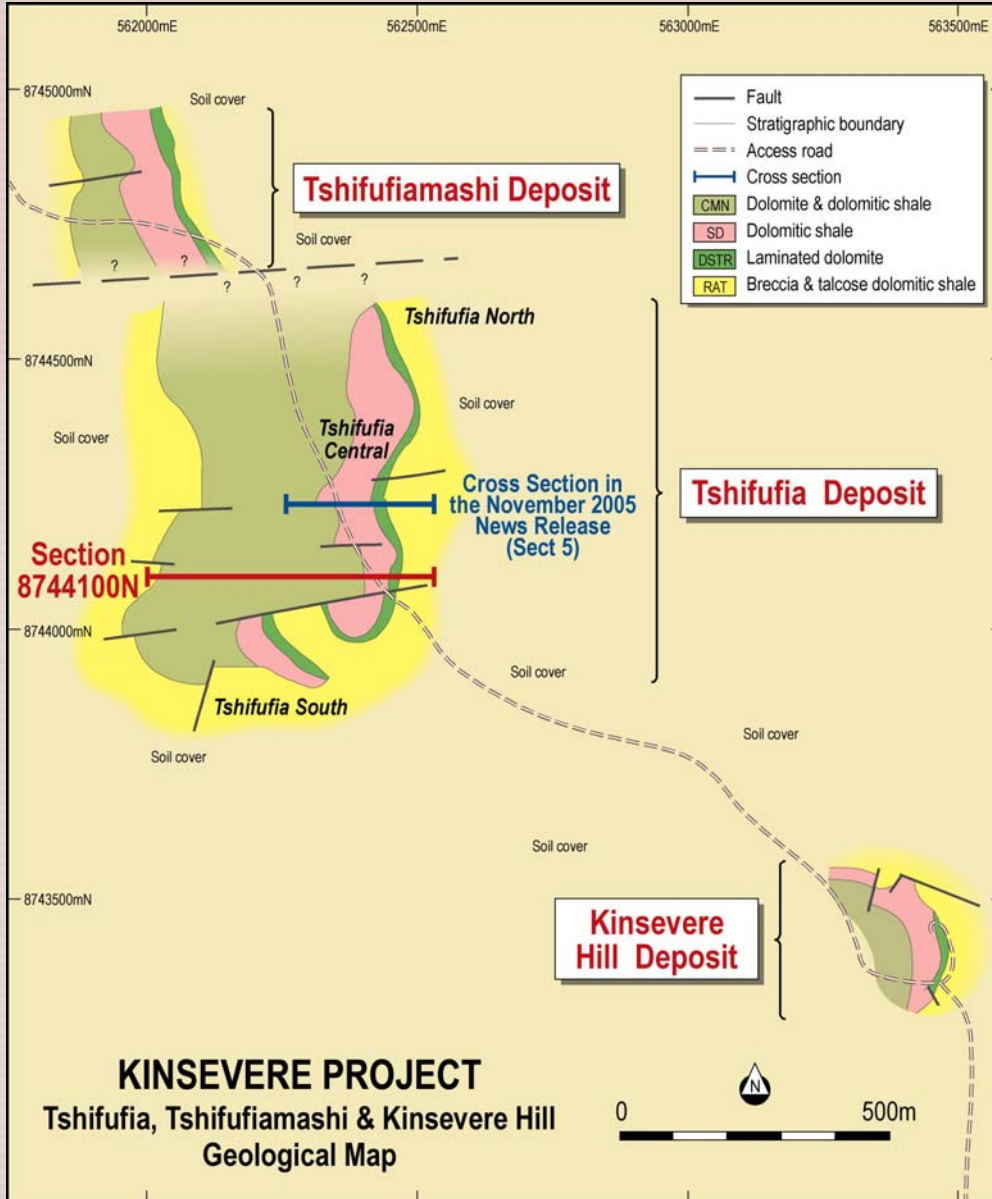 562000mE
562500mE
563000mE
563500mE
8745000mN
Soil cover
Fault
Stratigraphic boundary
Access road
Cross section
CMN Dolomite & dolomitic shale
SD Dolomitic shale
DSTR Laminated dolomite
RAT Breccia & talcose dolomitic shale
Tshifufiamashi Deposit
Soil cover
? ? ? ? ?
Tshifufia North
8744500mN
Soil cover
Soil cover
Tshifufia
Central
Cross Section in
the November 2005
News Release
(Sect 5)
Tshifufia Deposit
Section
8744100N
8744000mN
Soil cover
Tshifufia South
Soil cover
Soil cover
Soil cover
8743500mN
Kinsevere
Hill Deposit
KINSEVERE PROJECT
Tshifufia, Tshifufiamashi & Kinsevere Hill
Geological Map
N
0 500m